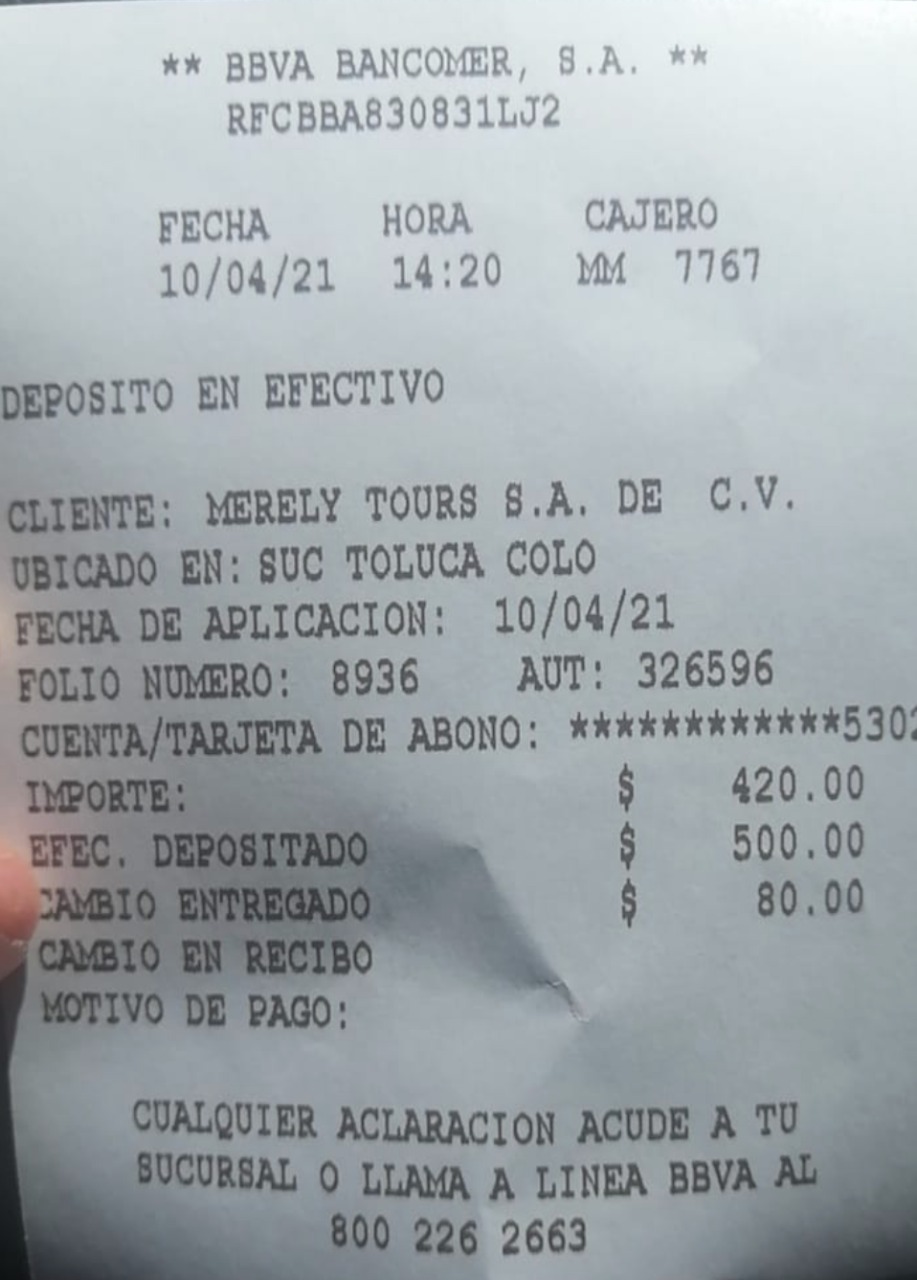 ** BBVA BANCOMER, S.A. **
RFCBBA830831LJ2
FECHA HORA CAJERO
10/04/21 14:20 MM 7767
DEPOSITO EN EFECTIVO
CLIENTE: MERELY TOURS S.A. DE C.V.
UBICADO EN: SUC TOLUCA COLO
FECHA DE APLICACION: 10/04/21
FOLIO NUMERO: 8936 AUT: 326596
CUENTA/TARJETA DE ABONO: ************5302
IMPORTE: $ 420.00
EFEC. DEPOSITADO $ 500.00
CAMBIO ENTREGADO $ 80.00
CAMBIO EN RECIBO
MOTIVO DE PAGO:
CUALQUIER ACLARACION ACUDE A TU
SUCURSAL O LLAMA A LINEA BBVA AL
800 226 2663